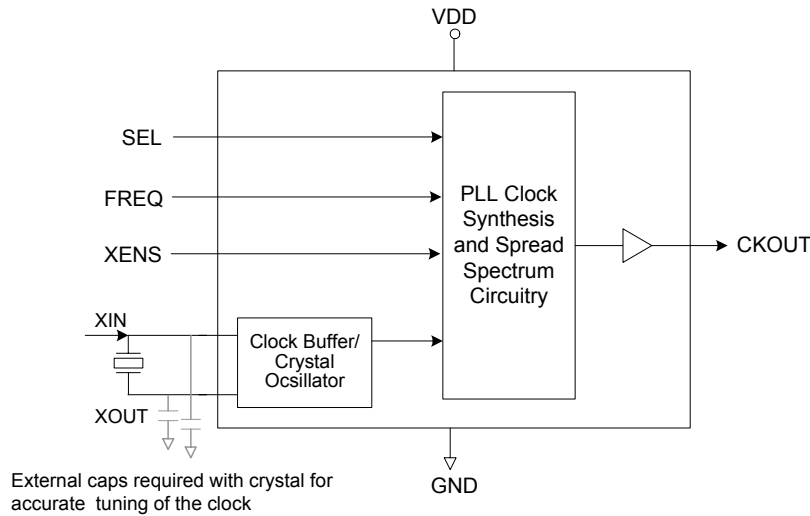 VDD
SEL
FREQ
XENS
PLL Clock
Synthesis
and Spread
Spectrum
Circuitry
CKOUT
XIN
Clock Buffer/
Crystal
Ocsillator
XOUT
GND
External caps required with crystal for
accurate tuning of the clock